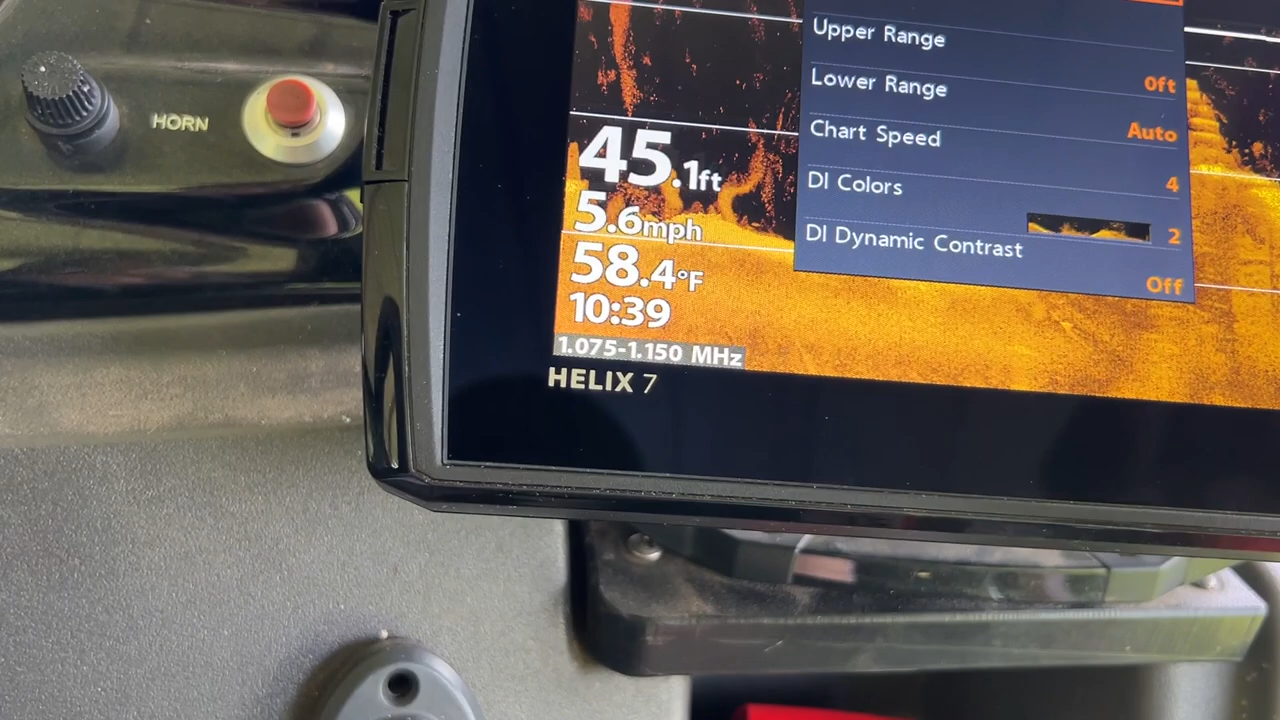 HORN
Upper Range
0ft
Lower Range
Auto
Chart Speed
4
DI Colors
2
DI Dynamic Contrast
Off
45.1ft
5.6mph
58.4°F
10:39
1.075-1.150 MHz
HELIX 7